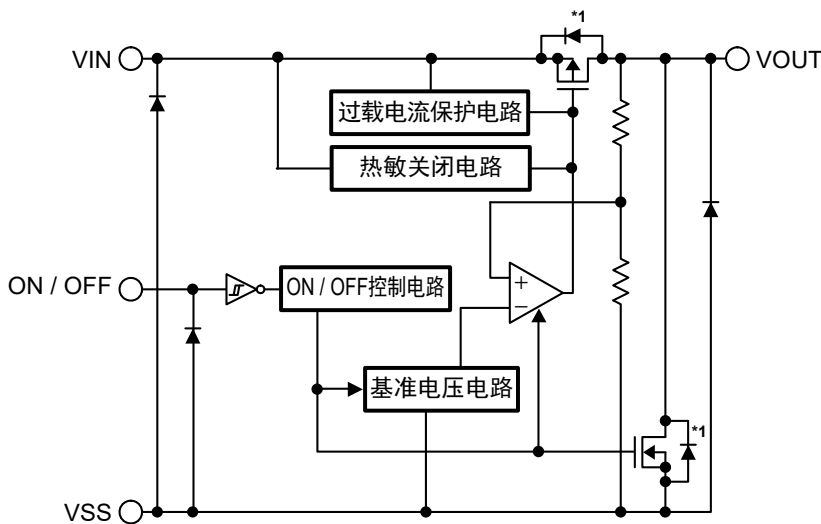 *1
VIN
VOUT
过载电流保护电路
热敏关闭电路
ON / OFF
ON / OFF控制电路
+
−
基准电压电路
*1
VSS